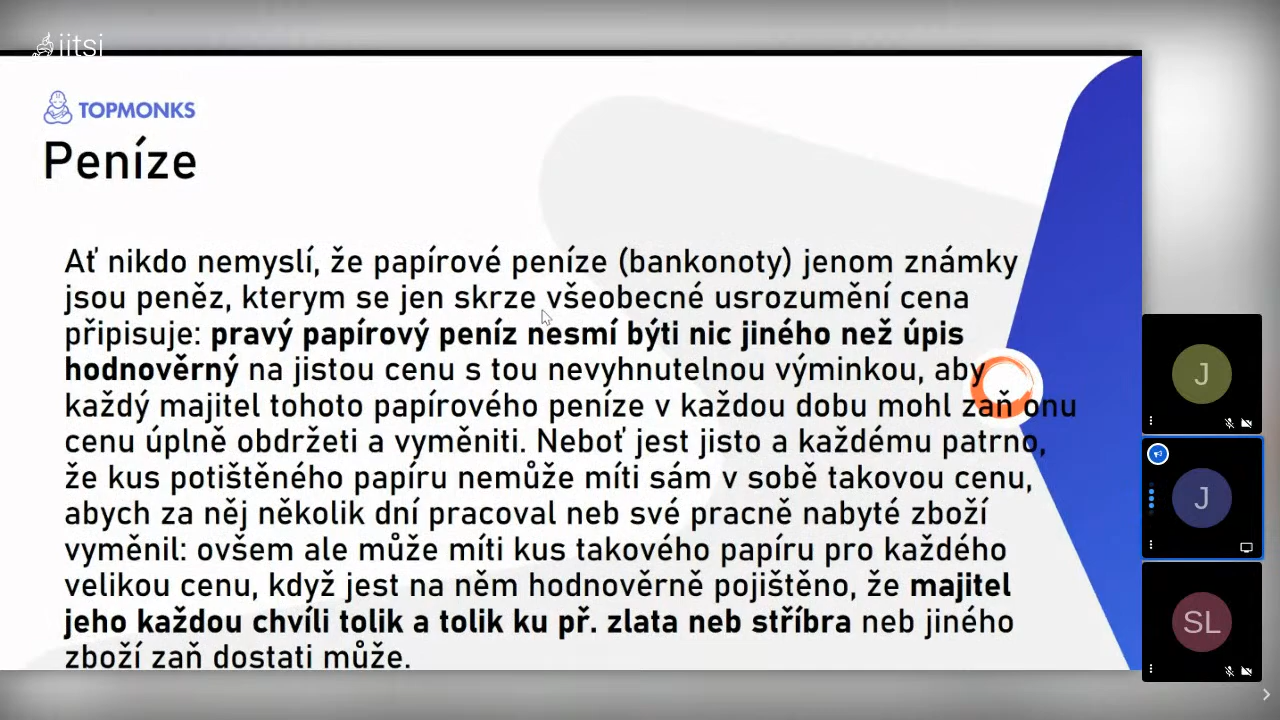 jitsi
TOPMONKS
Peníze
Ať nikdo nemyslí, že papírové peníze (bankonoty) jenom známky
jsou peněz, kterym se jen skrze všeobecné usrozumění cena
připisuje: pravý papírový peníz nesmí býti nic jiného než úpis
hodnověrný na jistou cenu s tou nevyhnutelnou výminkou, aby
každý majitel tohoto papírového peníze v každou dobu mohl zaň onu
cenu úplně obdržeti a vyměniti. Neboť jest jisto a každému patrno,
že kus potištěného papíru nemůže míti sám v sobě takovou cenu,
abych za něj několik dní pracoval neb své pracně nabyté zboží
vyměnil: ovšem ale může míti kus takového papíru pro každého
velikou cenu, když jest na něm hodnověrně pojištěno, že majitel
jeho každou chvíli tolik a tolik ku př. zlata neb stříbra neb jiného
zboží zaň dostati může.
J
J
SL